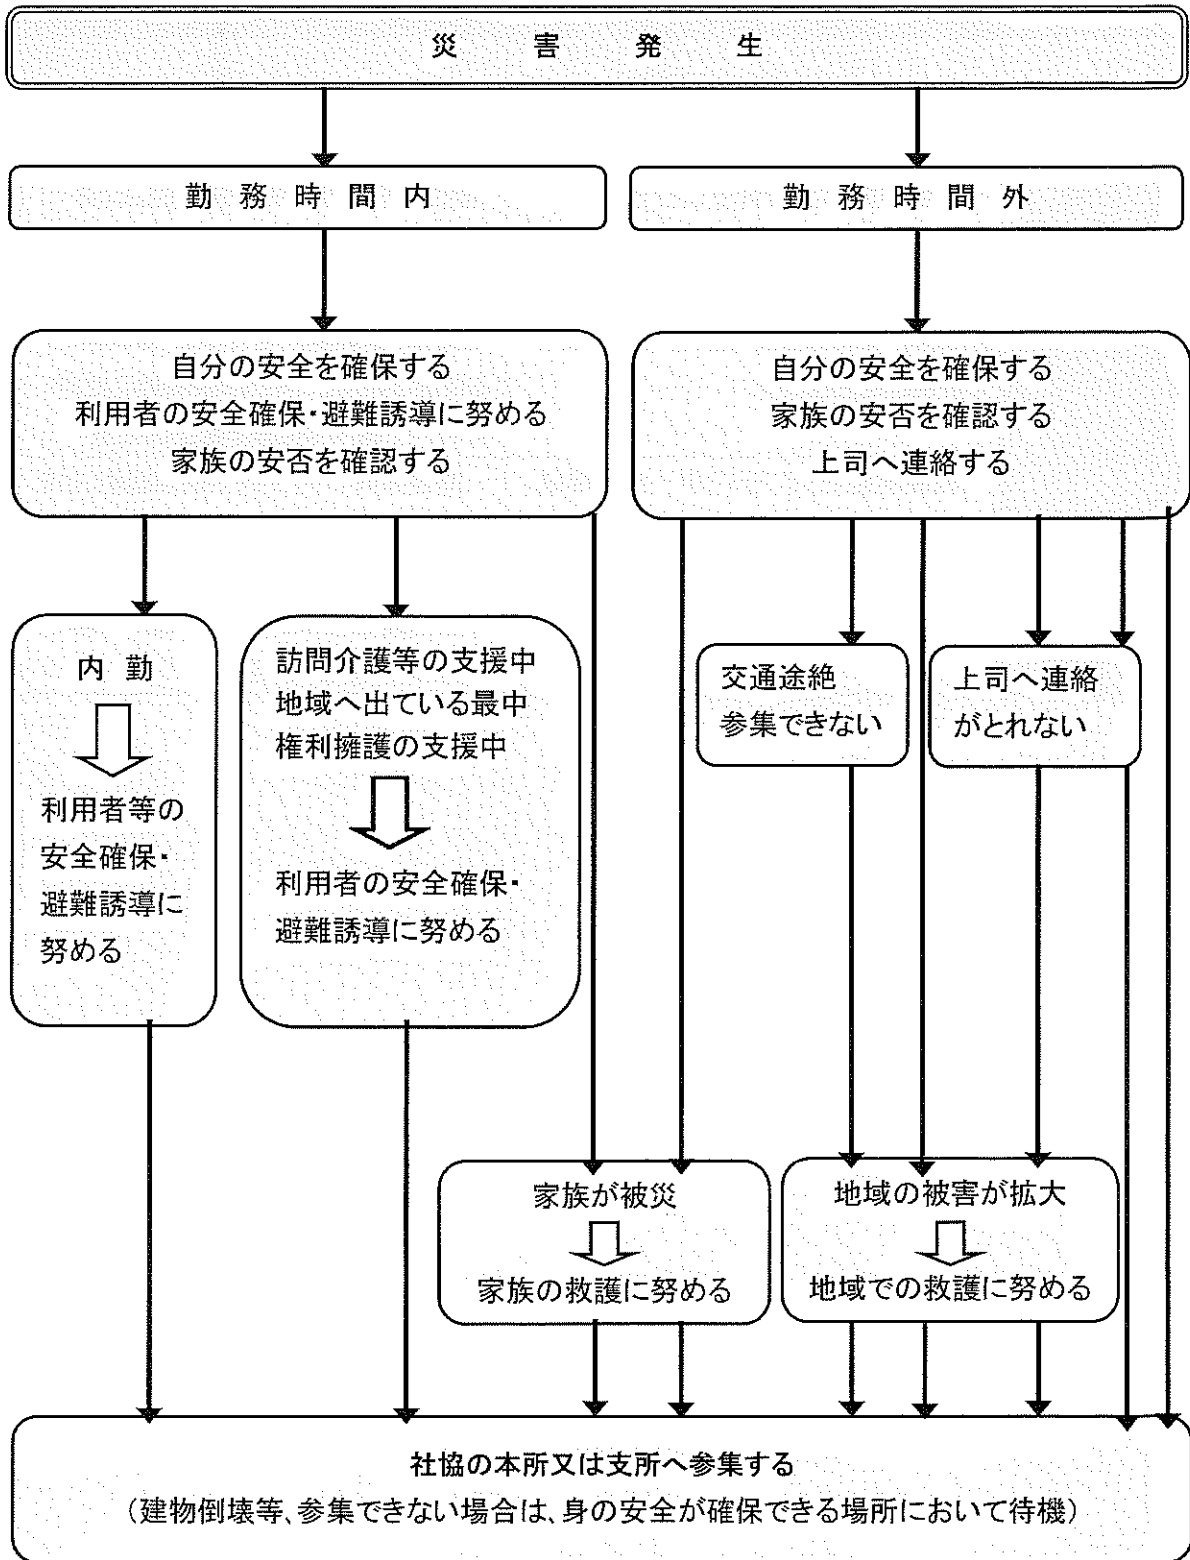 災害発生
勤務時間内
勤務時間外
自分の安全を確保する
利用者の安全確保・避難誘導に努める
家族の安否を確認する
自分の安全を確保する
家族の安否を確認する
上司へ連絡する
内勤
利用者等の
安全確保・
避難誘導に
努める
訪問介護等の支援中
地域へ出ている最中
権利擁護の支援中
利用者の安全確保・
避難誘導に努める
交通途絶
参集できない
上司へ連絡
がとれない
家族が被災
家族の救護に努める
地域の被害が拡大
地域での救護に努める
社協の本所又は支所へ参集する
(建物倒壊等、参集できない場合は、身の安全が確保できる場所において待機)